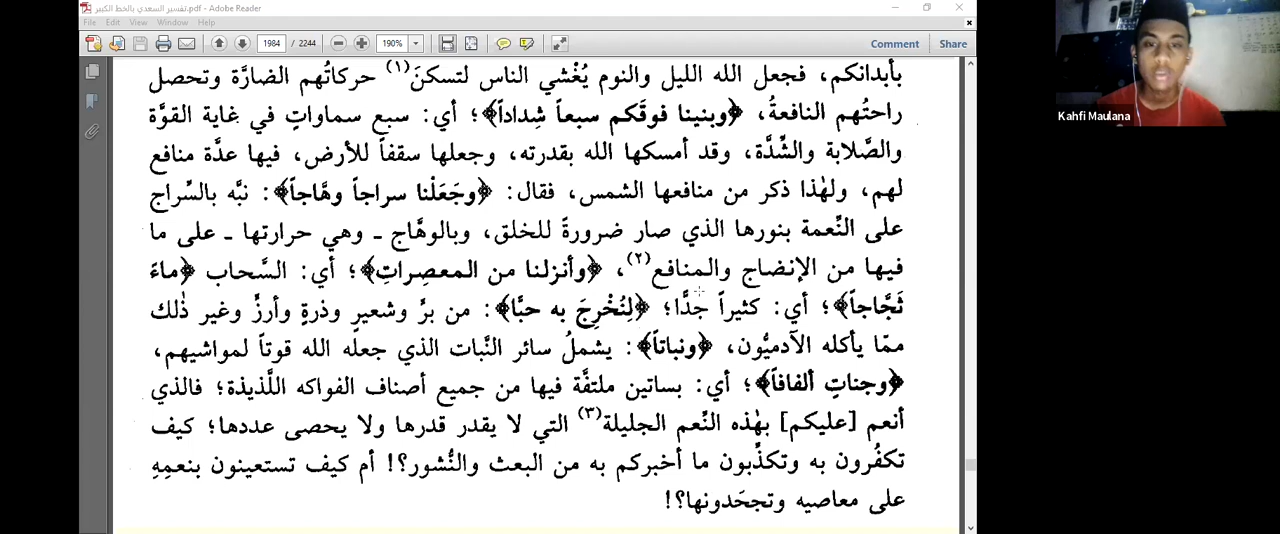 تفسير السعدي بالخط الكبير.pdf - Adobe Reader
File Edit View Window Help
1984 / 2244 190% Comment Share
بأبدانكم، فجعل الله الليل والنوم يُغْشي الناس لتسكنَ(١) حركاتُهم الضارَّة وتحصل
راحتُهم النافعةُ، ﴿وبنينا فوقَكم سبعاً شِداداً﴾؛ أي: سبع سماواتٍ في غاية القوَّة
والصَّلابة والشِّدَّة، وقد أمسكها الله بقدرته، وجعلها سقفاً للأرض، فيها عدَّة منافع
لهم، ولهٰذا ذكر من منافعها الشمس، فقال: ﴿وجَعَلْنا سراجاً وهَّاجاً﴾: نبَّه بالسِّراج
على النِّعمة بنورها الذي صار ضرورةً للخلق، وبالوهَّاج ـ وهي حرارتها ـ على ما
فيها من الإنضاج والمنافع(٢)، ﴿وأنزلنا من المعصِراتِ﴾؛ أي: السَّحاب ﴿ماءً
ثَجَّاجاً﴾؛ أي: كثيراً جدًّا؛ ﴿لِنُخْرِجَ به حبًّا﴾: من برٍّ وشعيرٍ وذرةٍ وأرزٍّ وغير ذٰلك
ممّا يأكله الآدميُّون، ﴿ونباتاً﴾: يشملُ سائر النَّبات الذي جعله الله قوتاً لمواشيهم،
﴿وجناتٍ ألفافاً﴾؛ أي: بساتين ملتفَّة فيها من جميع أصناف الفواكه اللَّذيذة؛ فالذي
أنعم [عليكم] بهٰذه النِّعم الجليلة(٣) التي لا يقدر قدرها ولا يحصى عددها؛ كيف
تكفُرون به وتكذِّبون ما أخبركم به من البعث والنُّشور؟! أم كيف تستعينون بنعمِهِ
على معاصيه وتجحَدونها؟!
Kahfi Maulana